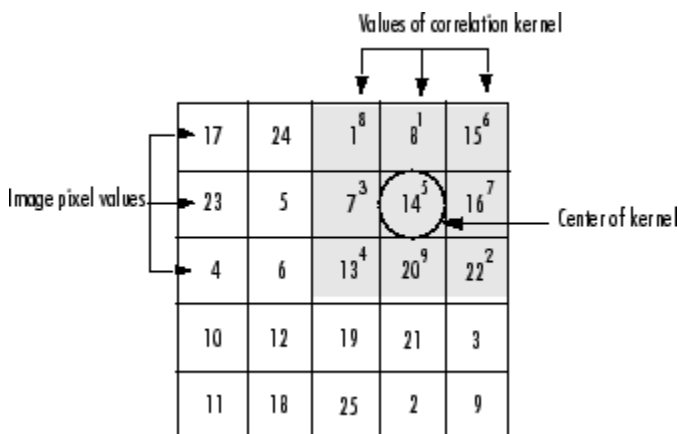 Values of correlation kernel
17 24 1 8 8 1 15 6
Image pixel values 23 5 7 3 14 5 16 7
Center of kernel
4 6 13 4 20 9 22 2
10 12 19 21 3
11 18 25 2 9